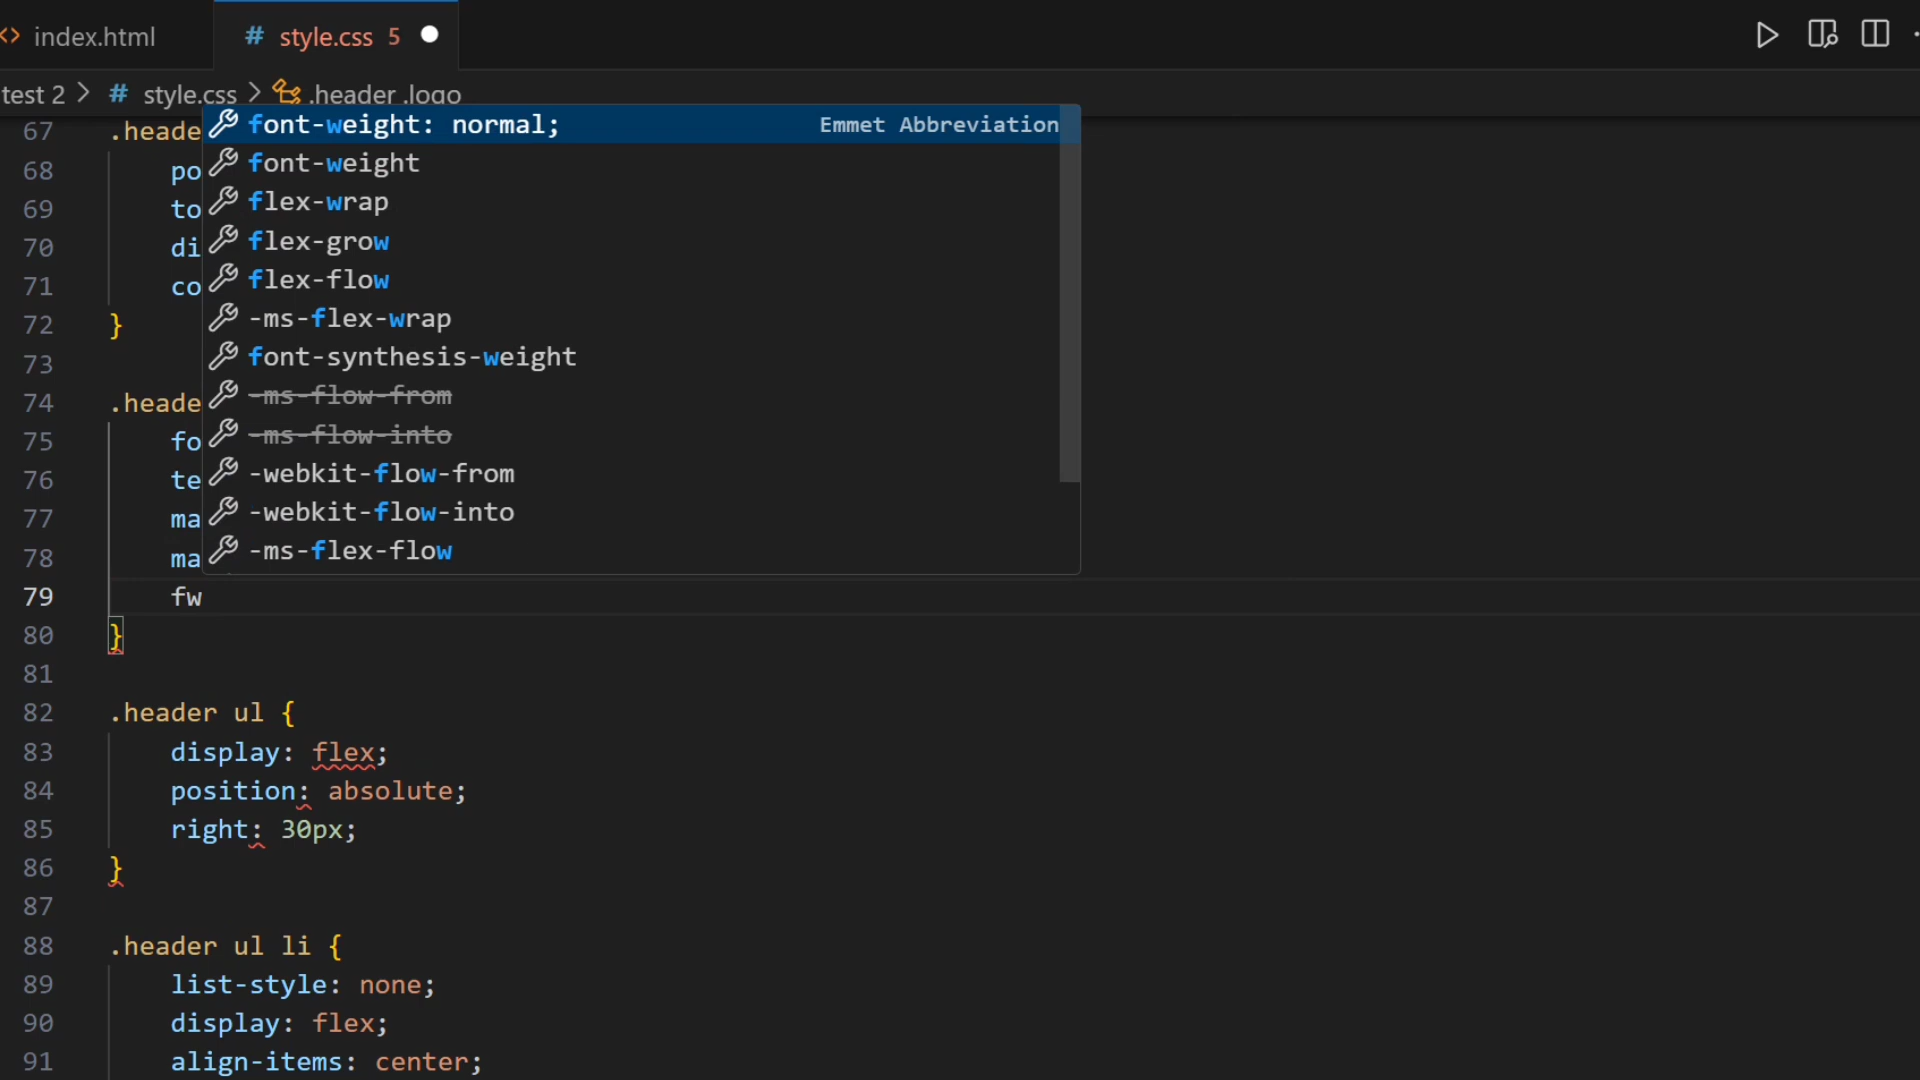 <> index.html # style.css 5
test 2 > # style.css > .header .logo
67 .heade
font-weight: normal; Emmet Abbreviation
font-weight
68 po
flex-wrap
69 to
flex-grow
70 di
flex-flow
71 co
-ms-flex-wrap
72 }
font-synthesis-weight
73
-ms-flow-from
74 .heade
-ms-flow-into
75 fo
-webkit-flow-from
76 te
-webkit-flow-into
77 ma
-ms-flex-flow
78 ma
79 fw
80 }
81
82 .header ul {
83 display: flex;
84 position: absolute;
85 right: 30px;
86 }
87
88 .header ul li {
89 list-style: none;
90 display: flex;
91 align-items: center;